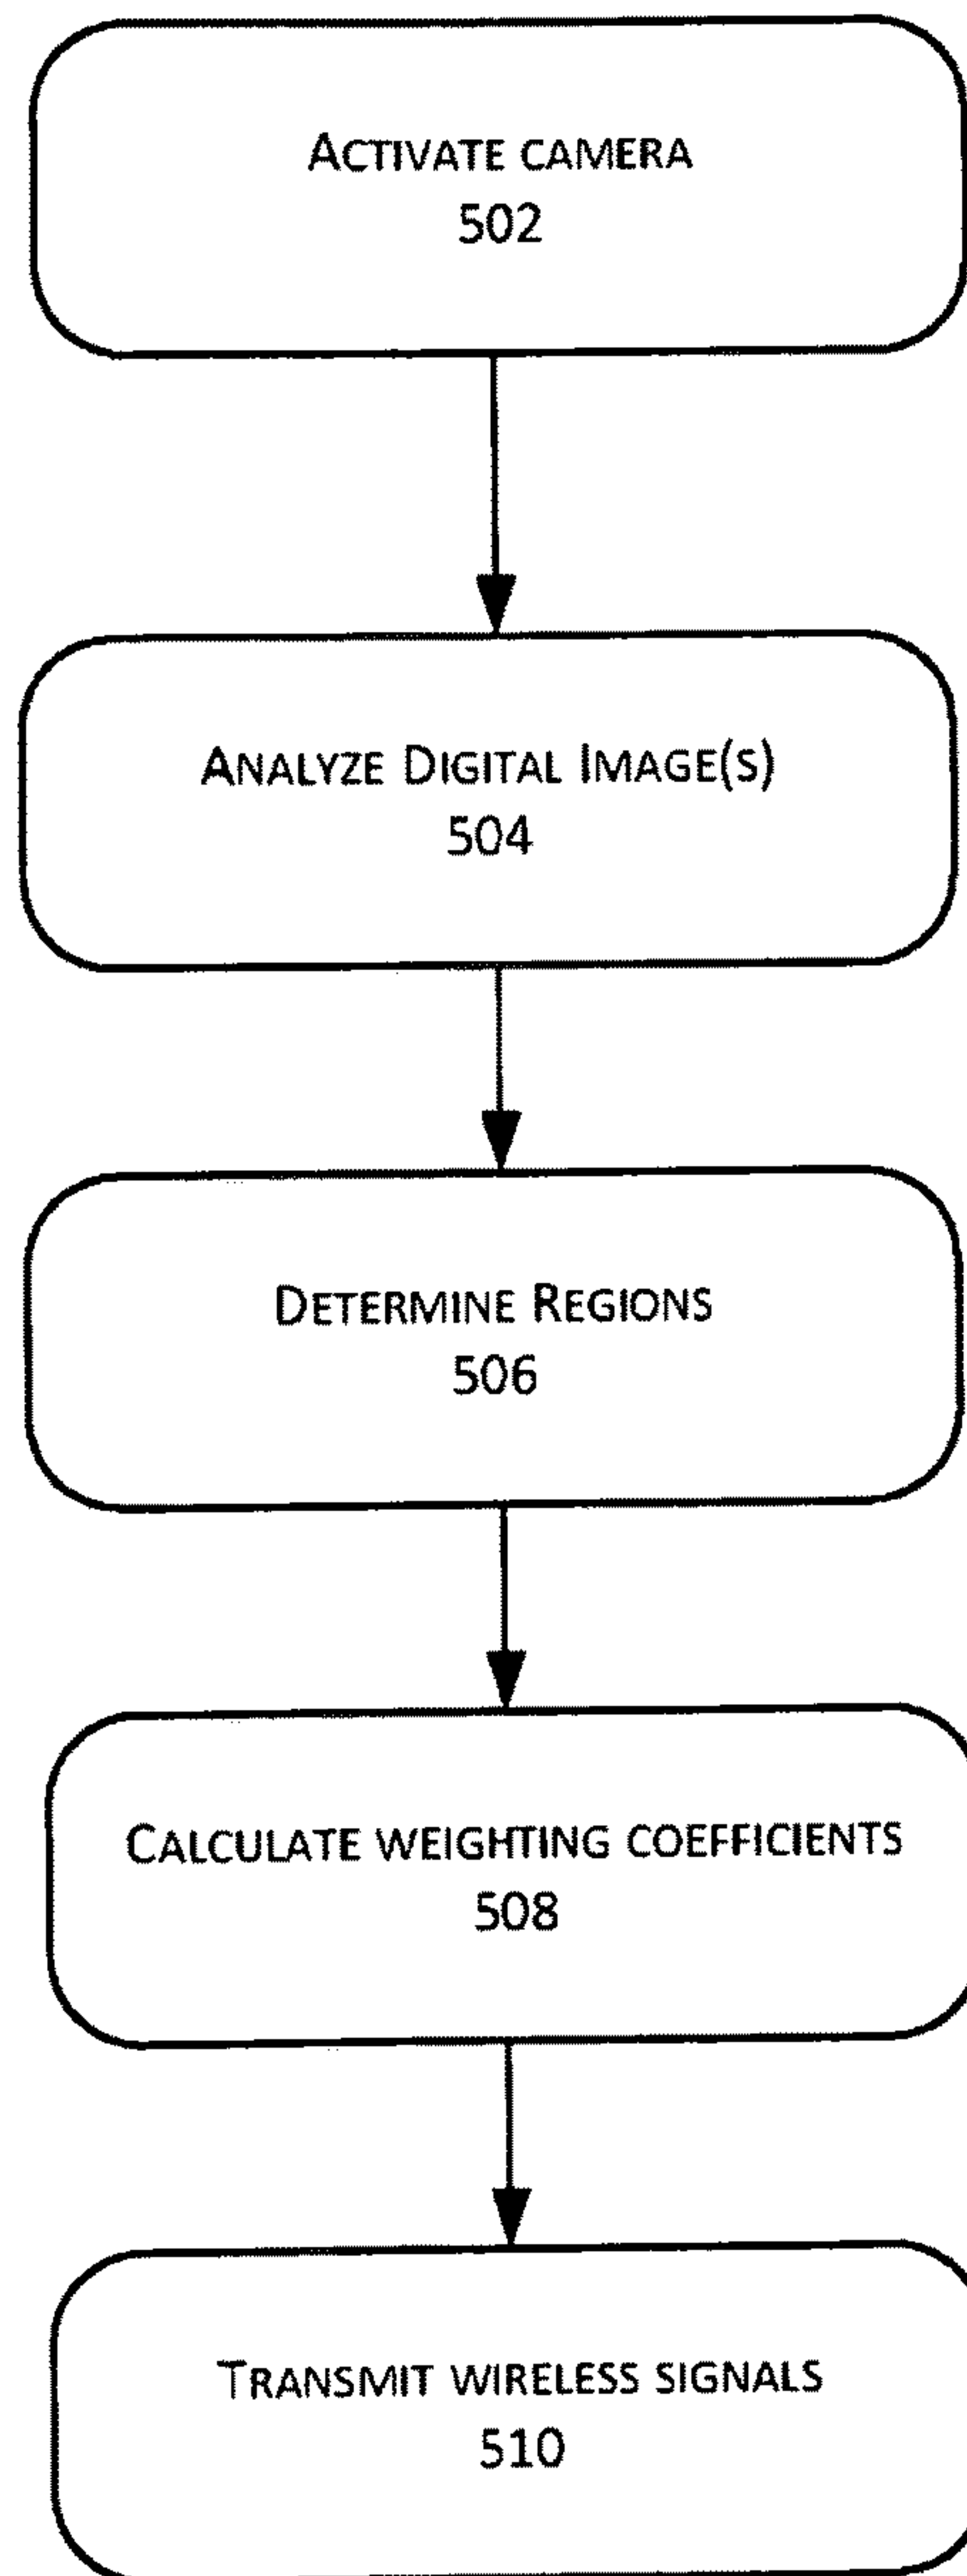 ACTIVATE CAMERA
502
ANALYZE DIGITAL IMAGE(S)
504
DETERMINE REGIONS
506
CALCULATE WEIGHTING COEFFICIENTS
508
TRANSMIT WIRELESS SIGNALS
510